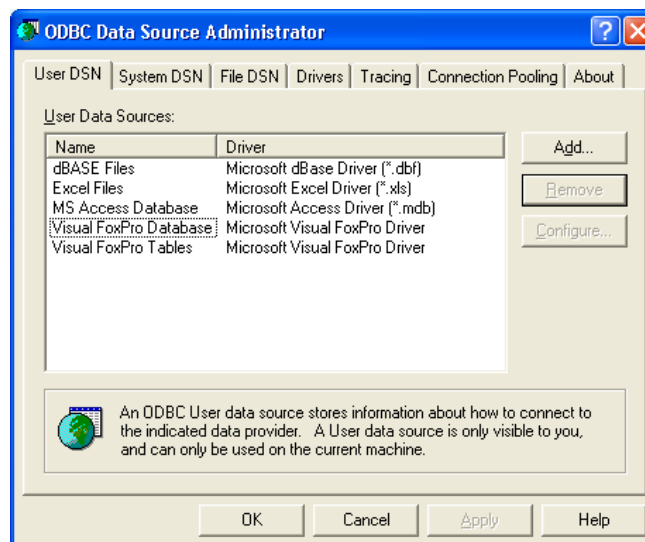 ODBC Data Source Administrator
User DSN System DSN File DSN Drivers Tracing Connection Pooling About
User Data Sources:
Name Driver
dBASE Files Microsoft dBase Driver (*.dbf)
Excel Files Microsoft Excel Driver (*.xls)
MS Access Database Microsoft Access Driver (*.mdb)
Visual FoxPro Database Microsoft Visual FoxPro Driver
Visual FoxPro Tables Microsoft Visual FoxPro Driver
Add...
Remove
Configure...
An ODBC User data source stores information about how to connect to
the indicated data provider. A User data source is only visible to you,
and can only be used on the current machine.
OK Cancel Apply Help